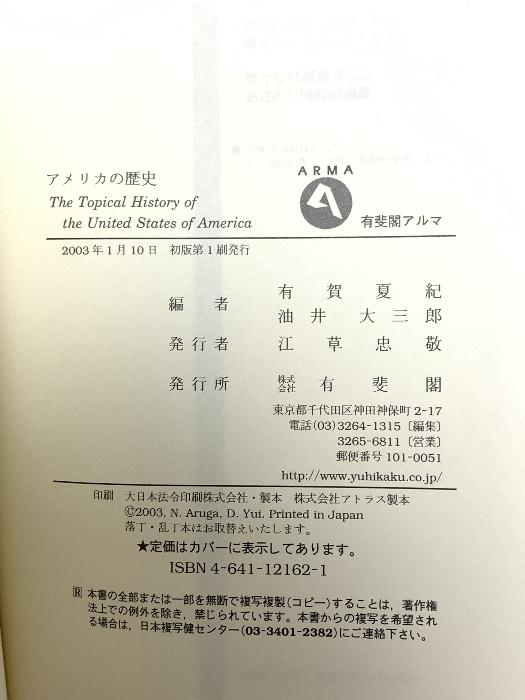 アメリカの歴史
The Topical History of
the United States of America
ARMA
有斐閣アルマ
2003年1月10日 初版第1刷発行
編者 有賀夏紀
油井大三郎
発行者 江草忠敬
発行所 株式会社 有斐閣
東京都千代田区神田神保町2-17
電話(03)3264-1315〔編集〕
3265-6811〔営業〕
郵便番号 101-0051
http://www.yuhikaku.co.jp/
印刷 大日本法令印刷株式会社・製本 株式会社アトラス製本
©2003, N. Aruga, D. Yui. Printed in Japan
落丁・乱丁本はお取替えいたします。
★定価はカバーに表示してあります。
ISBN 4-641-12162-1
R 本書の全部または一部を無断で複写複製(コピー)することは,著作権
法上での例外を除き,禁じられています。本書からの複写を希望され
る場合は,日本複写健センター(03-3401-2382)にご連絡下さい。